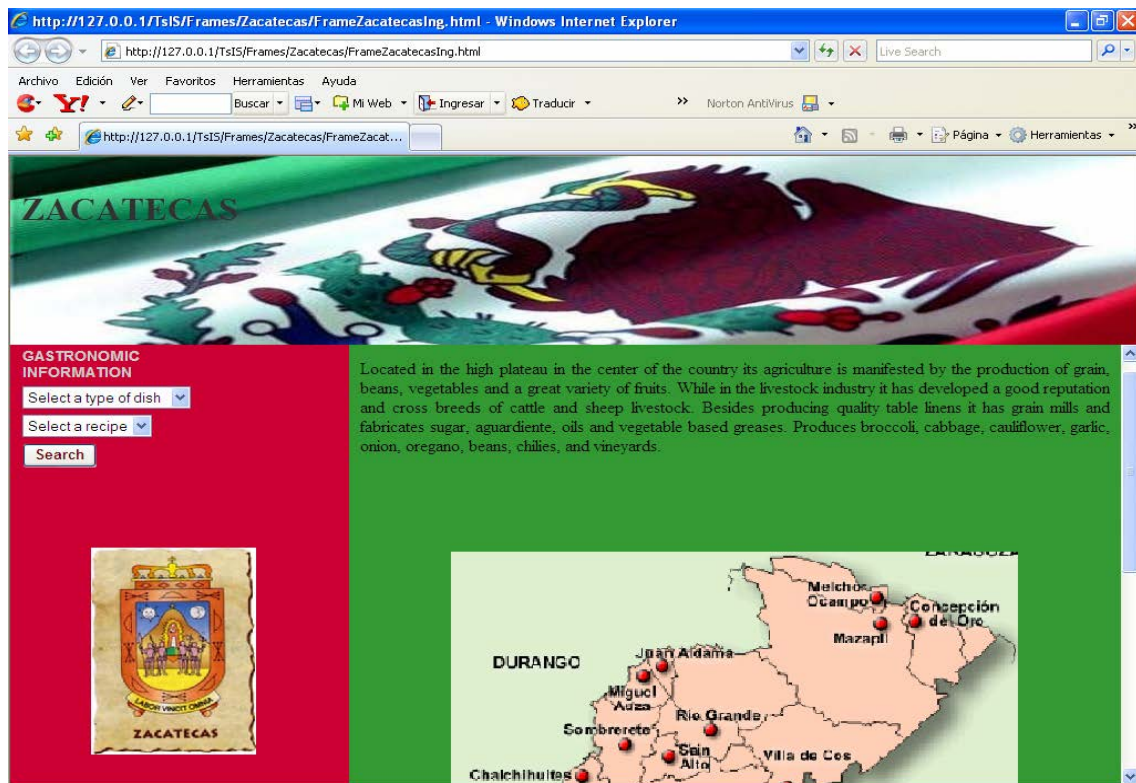 http://127.0.0.1/TsIS/Frames/Zacatecas/FrameZacatecasIng.html - Windows Internet Explorer
http://127.0.0.1/TsIS/Frames/Zacatecas/FrameZacatecasIng.html
Live Search
Archivo Edición Ver Favoritos Herramientas Ayuda
Y! Buscar Mi Web Ingresar Traducir » Norton AntiVirus
http://127.0.0.1/TsIS/Frames/Zacatecas/FrameZacat... Página Herramientas »
ZACATECAS
GASTRONOMIC
INFORMATION
Select a type of dish
Select a recipe
Search
LABOR VINCIT OMNIA
ZACATECAS
Located in the high plateau in the center of the country its agriculture is manifested by the production of grain,
beans, vegetables and a great variety of fruits. While in the livestock industry it has developed a good reputation
and cross breeds of cattle and sheep livestock. Besides producing quality table linens it has grain mills and
fabricates sugar, aguardiente, oils and vegetable based greases. Produces broccoli, cabbage, cauliflower, garlic,
onion, oregano, beans, chilies, and vineyards.
ZARAGOZA
Melchor
Ocampo
Concepción
del Oro
Mazapil
DURANGO
Juan Aldama
Miguel
Auza
Rio Grande
Sombrerete
Sain
Alto
Villa de Cos
Chalchihuites